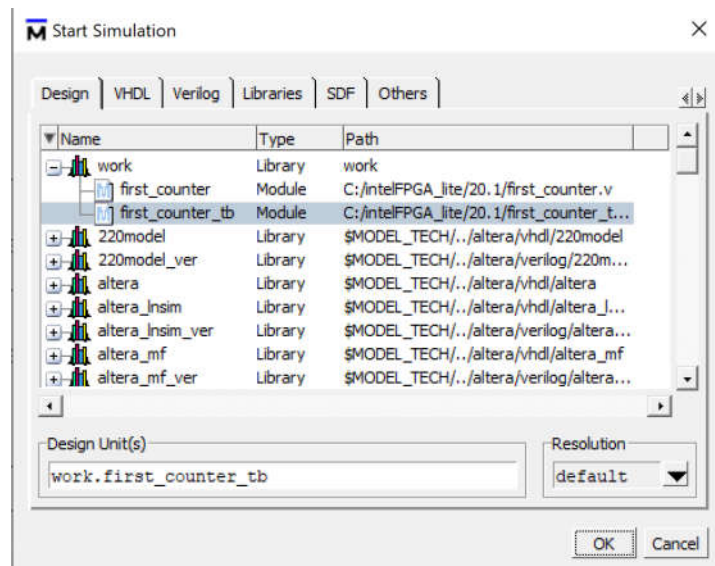 Start Simulation
Design VHDL Verilog Libraries SDF Others
Name Type Path
work Library work
first_counter Module C:/intelFPGA_lite/20.1/first_counter.v
first_counter_tb Module C:/intelFPGA_lite/20.1/first_counter_t...
220model Library $MODEL_TECH/../altera/vhdl/220model
220model_ver Library $MODEL_TECH/../altera/verilog/220m...
altera Library $MODEL_TECH/../altera/vhdl/altera
altera_lnsim Library $MODEL_TECH/../altera/vhdl/altera_l...
altera_lnsim_ver Library $MODEL_TECH/../altera/verilog/altera...
altera_mf Library $MODEL_TECH/../altera/vhdl/altera_mf
altera_mf_ver Library $MODEL_TECH/../altera/verilog/altera...
Design Unit(s) Resolution
work.first_counter_tb default
OK Cancel